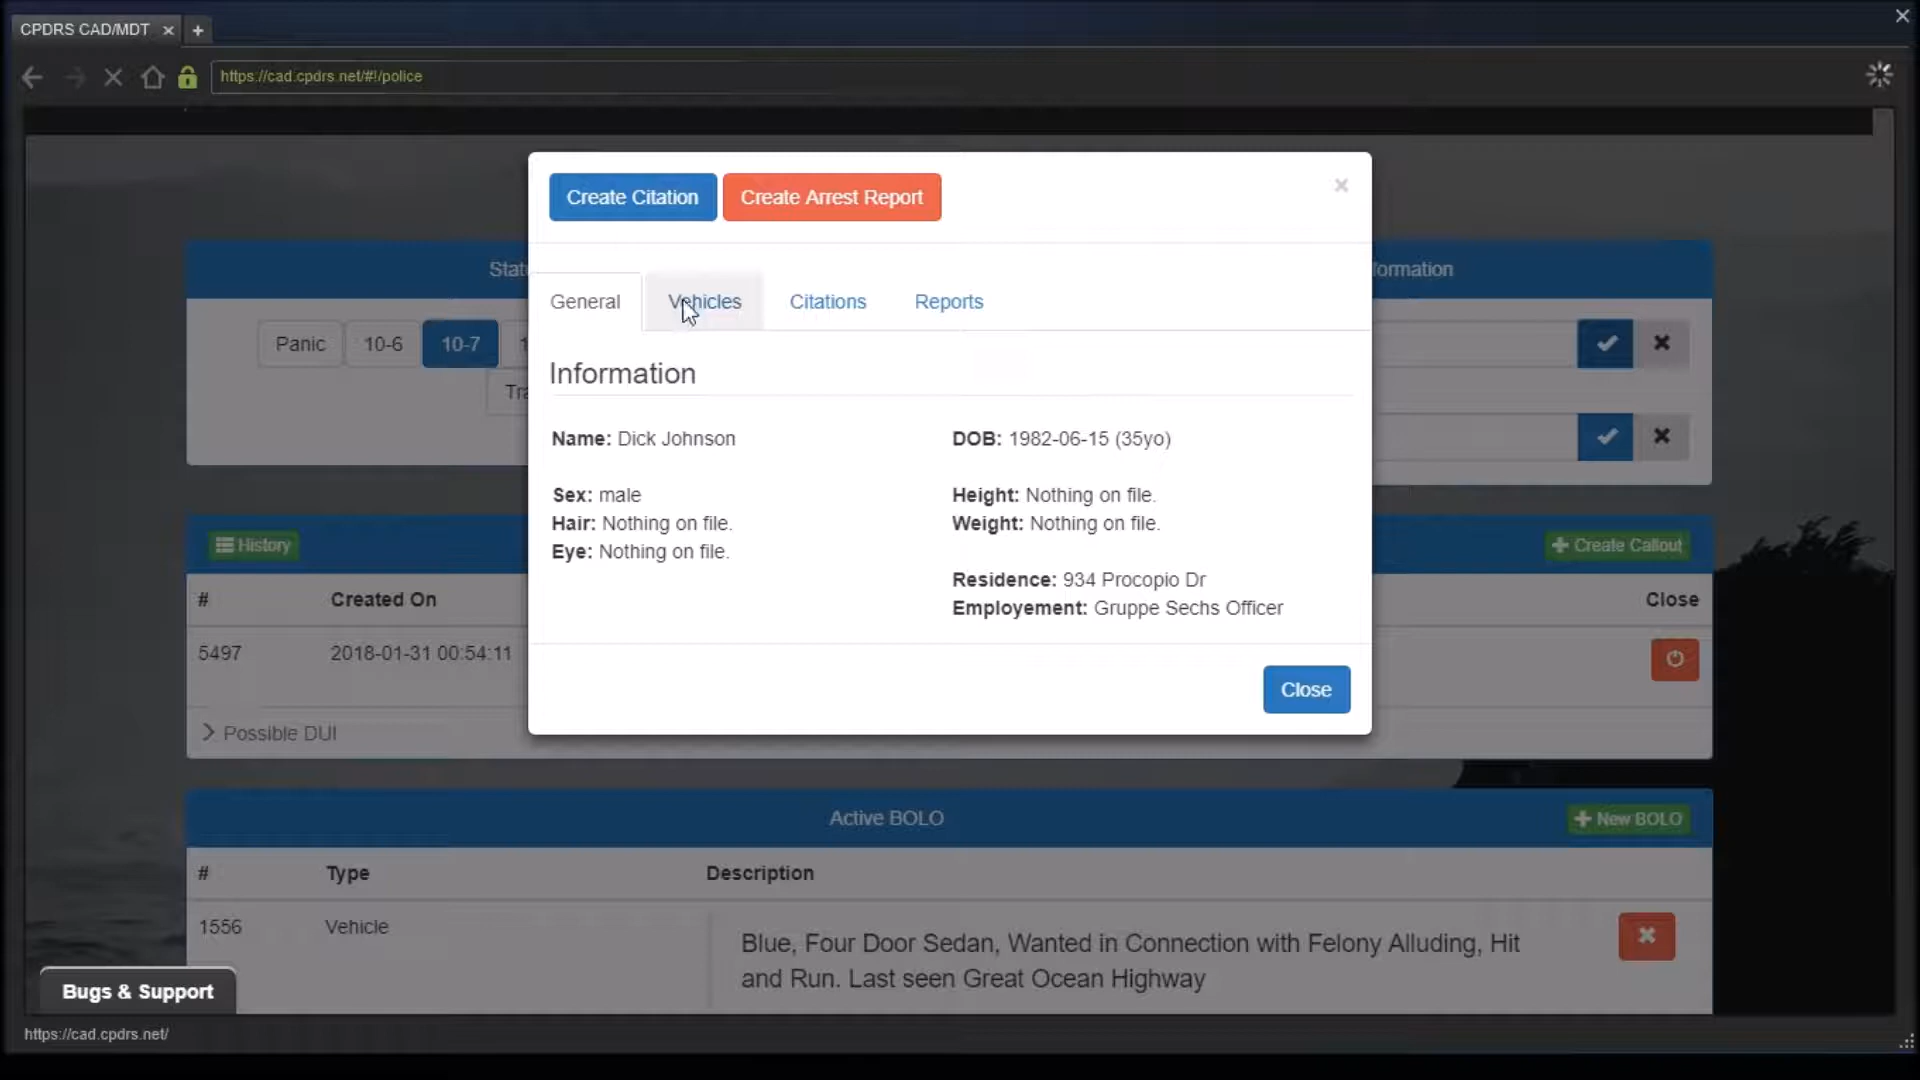 CPDRS CAD/MDT
https://cad.cpdrs.net/#!/police
Create Citation Create Arrest Report ×
General Vehicles Citations Reports
Information
Name: Dick Johnson DOB: 1982-06-15 (35yo)
Sex: male Height: Nothing on file.
Hair: Nothing on file. Weight: Nothing on file.
Eye: Nothing on file.
Residence: 934 Procopio Dr
Employement: Gruppe Sechs Officer
Close
Panic 10-6 10-7
History Create Callout
# Created On Close
5497 2018-01-31 00:54:11
Possible DUI
Active BOLO New BOLO
# Type Description
1556 Vehicle Blue, Four Door Sedan, Wanted in Connection with Felony Alluding, Hit
and Run. Last seen Great Ocean Highway
Bugs & Support
https://cad.cpdrs.net/